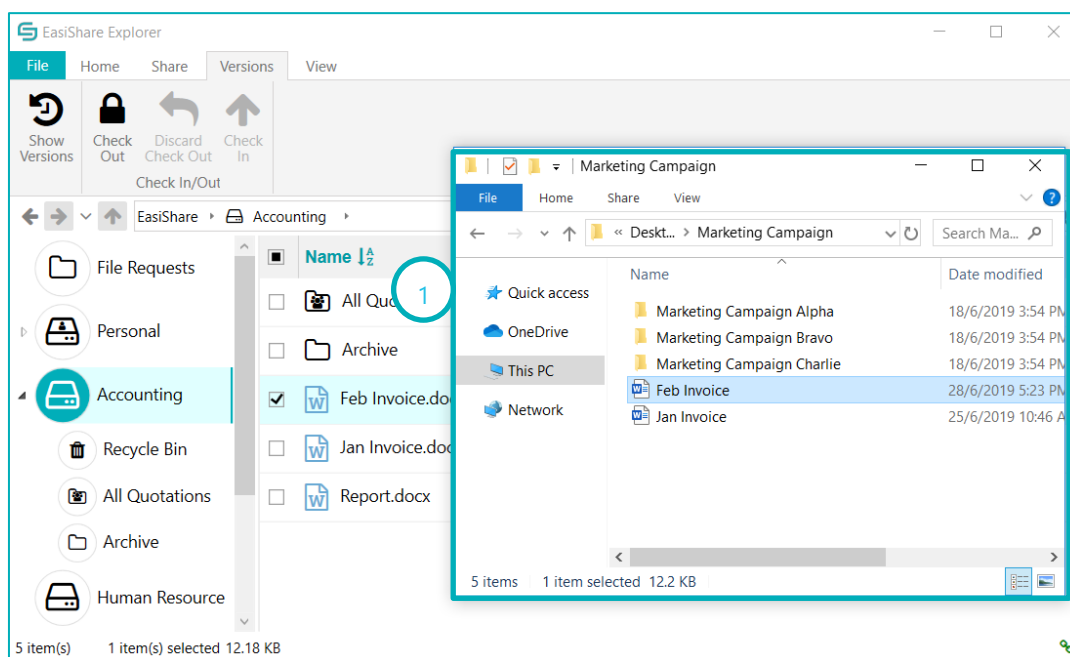 EasiShare Explorer
File Home Share Versions View
Show Versions
Check Out
Discard Check Out
Check In
Check In/Out
EasiShare Accounting
File Requests
Personal
Accounting
Recycle Bin
All Quotations
Archive
Human Resource
Name
All Quo
Archive
Feb Invoice.do
Jan Invoice.doc
Report.docx
5 item(s) 1 item(s) selected 12.18 KB
1
Marketing Campaign
File Home Share View
?
« Deskt... > Marketing Campaign
Search Ma...
Quick access
OneDrive
This PC
Network
Name Date modified
Marketing Campaign Alpha 18/6/2019 3:54 PM
Marketing Campaign Bravo 18/6/2019 3:54 PM
Marketing Campaign Charlie 18/6/2019 3:54 PM
Feb Invoice 28/6/2019 5:23 PM
Jan Invoice 25/6/2019 10:46 A
5 items 1 item selected 12.2 KB